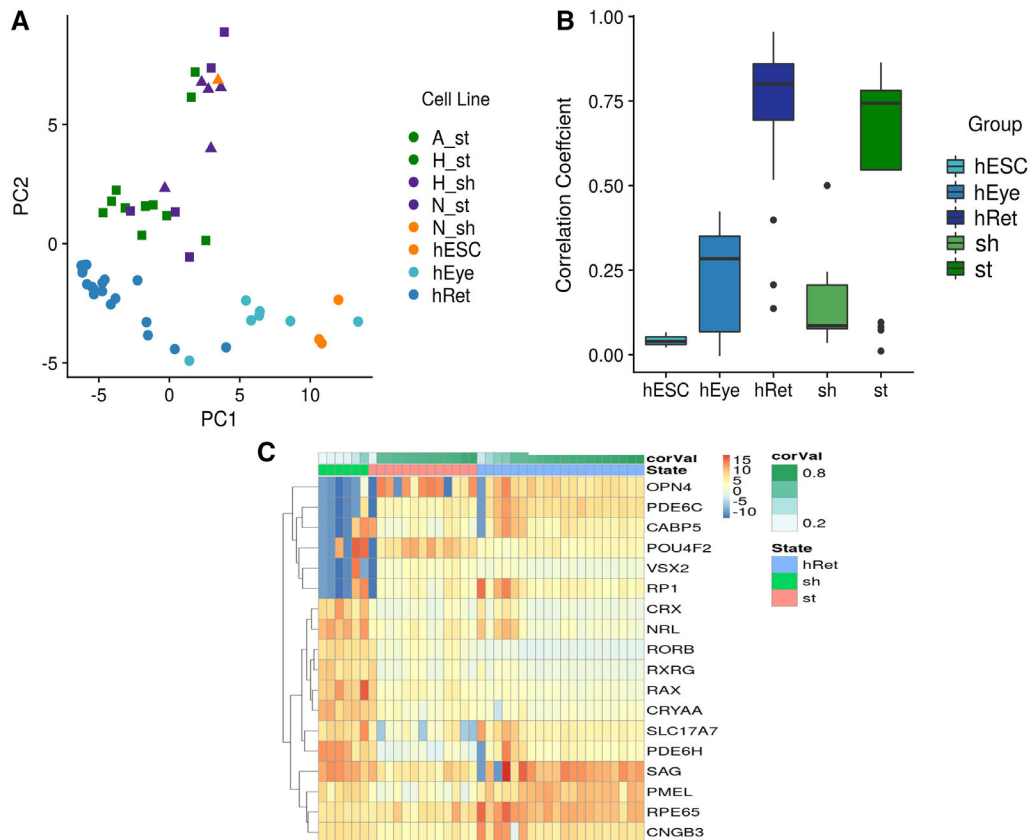 A
PC2
5
0
-5
-5
0
5
10
PC1
Cell Line
A_st
H_st
H_sh
N_st
N_sh
hESC
hEye
hRet
B
Correlation Coeffcient
1.00
0.75
0.50
0.25
0.00
hESC
hEye
hRet
sh
st
Group
hESC
hEye
hRet
sh
st
C
corVal
State
OPN4
PDE6C
CABP5
POU4F2
VSX2
RP1
CRX
NRL
RORB
RXRG
RAX
CRYAA
SLC17A7
PDE6H
SAG
PMEL
RPE65
CNGB3
15
10
5
0
-5
-10
corVal
0.8
0.2
State
hRet
sh
st